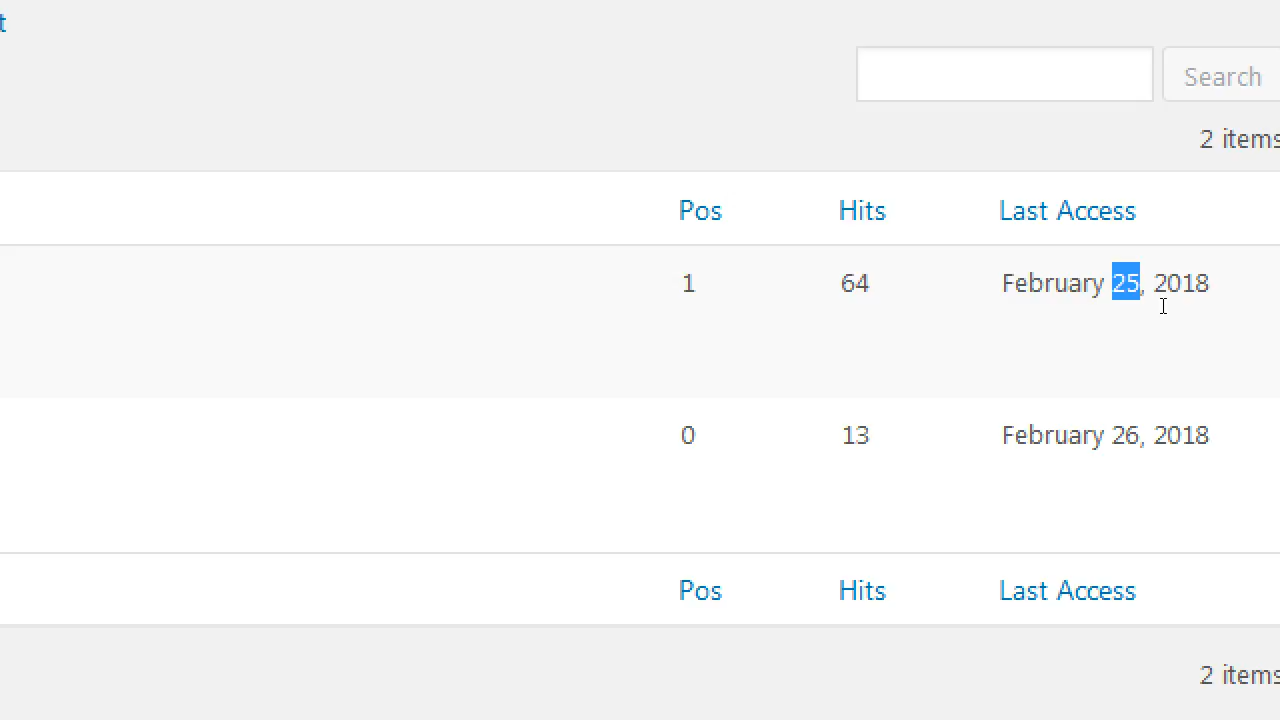 t
Search
2 items
Pos Hits Last Access
1 64 February 25, 2018
0 13 February 26, 2018
Pos Hits Last Access
2 items